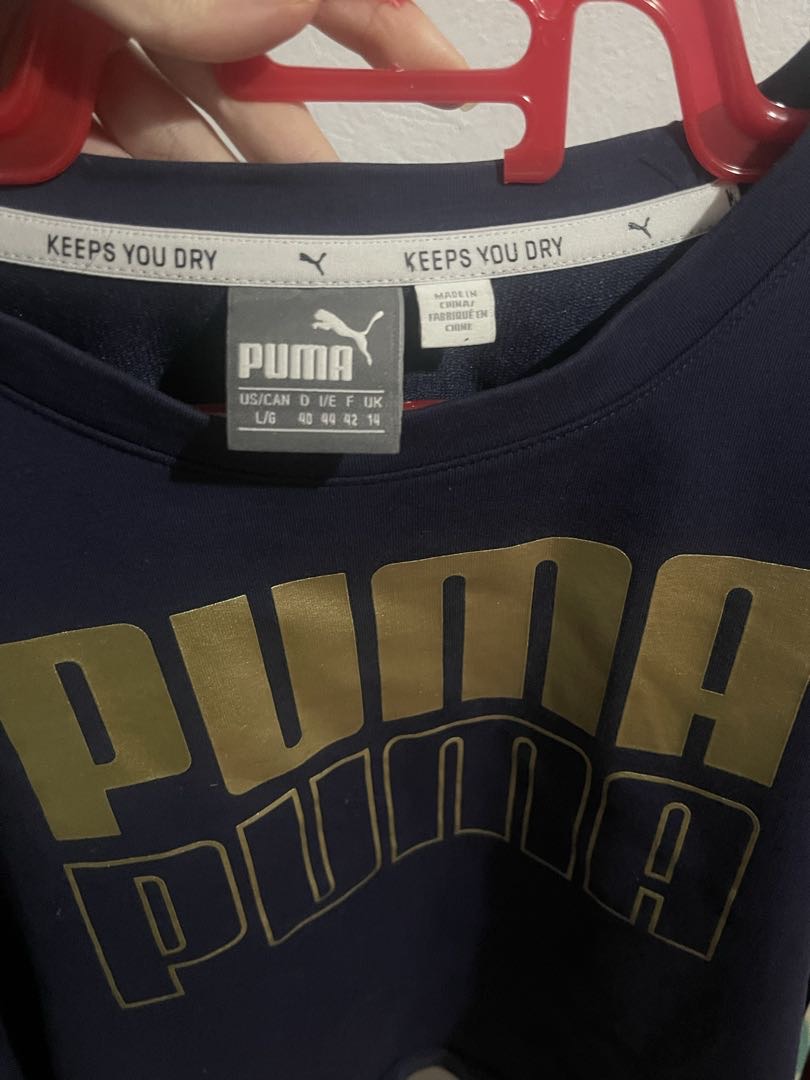 KEEPS YOU DRY KEEPS YOU DRY
MADE IN
CHINA/
FABRIQUÉ EN
CHINE
PUMA
US/CAN D I/E F UK
L/G 40 44 42 14
PUMA
PUMA